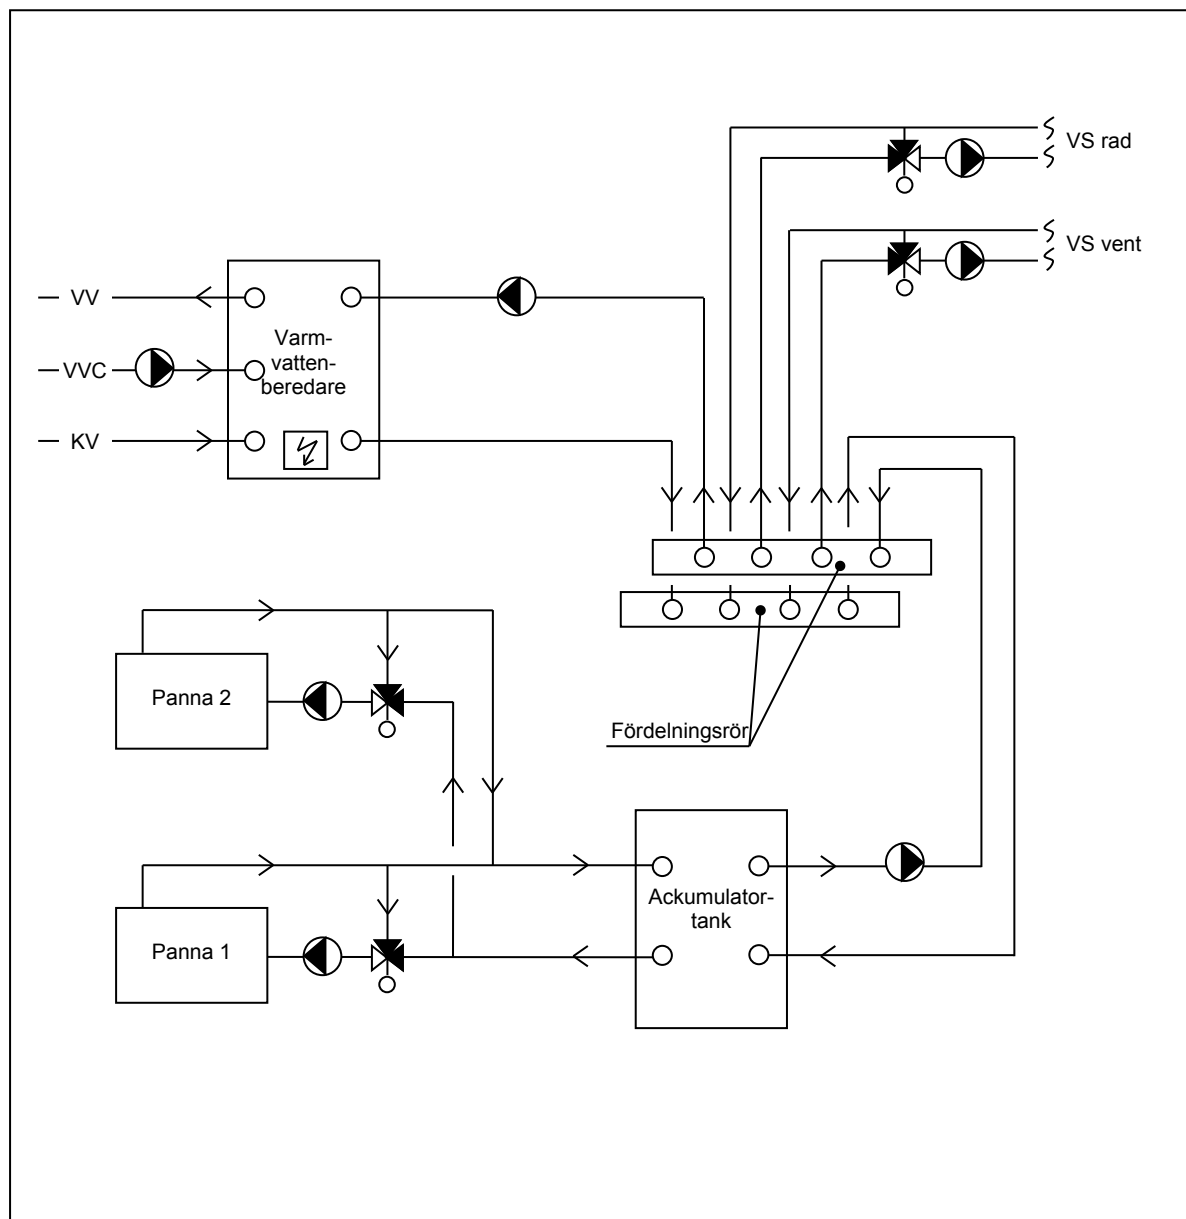 VS rad
VS vent
VV
Varm-
vatten-
beredare
VVC
KV
Panna 2
Fördelningsrör
Ackumulator-
tank
Panna 1